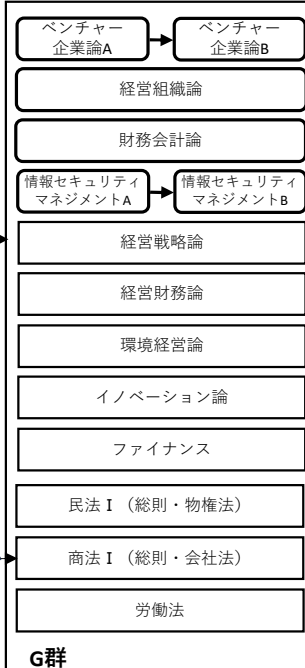 ベンチャー
企業論A
ベンチャー
企業論B
経営組織論
財務会計論
情報セキュリティ
マネジメントA
情報セキュリティ
マネジメントB
経営戦略論
経営財務論
環境経営論
イノベーション論
ファイナンス
民法Ⅰ（総則・物権法）
商法Ⅰ（総則・会社法）
労働法
G群